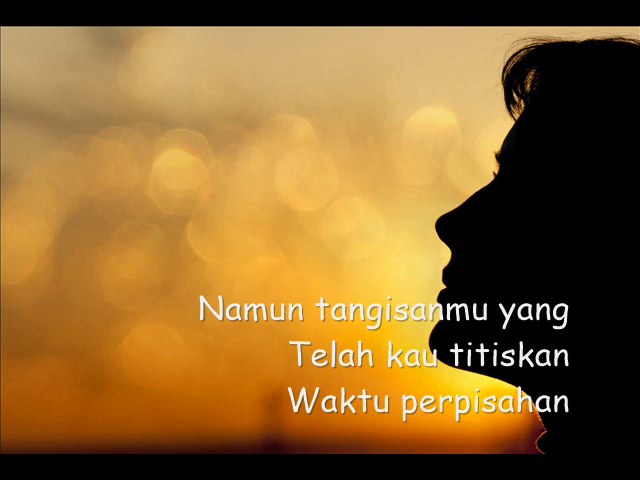 Namun tangisanmu yang
Telah kau titiskan
Waktu perpisahan